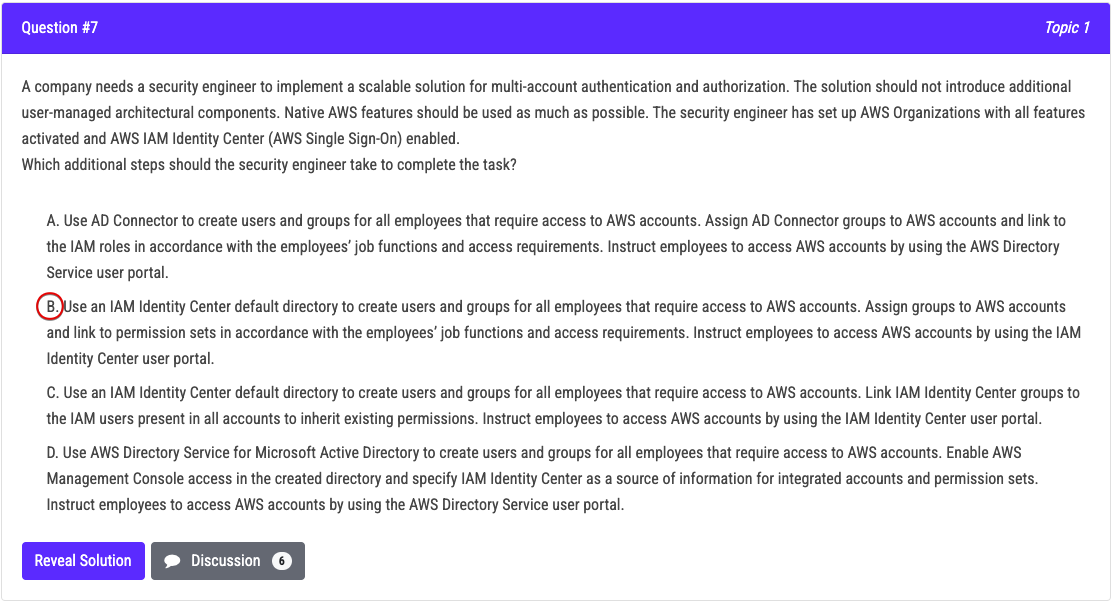 Question #7
Topic 1
A company needs a security engineer to implement a scalable solution for multi-account authentication and authorization. The solution should not introduce additional
user-managed architectural components. Native AWS features should be used as much as possible. The security engineer has set up AWS Organizations with all features
activated and AWS IAM Identity Center (AWS Single Sign-On) enabled.
Which additional steps should the security engineer take to complete the task?
A. Use AD Connector to create users and groups for all employees that require access to AWS accounts. Assign AD Connector groups to AWS accounts and link to
the IAM roles in accordance with the employees’ job functions and access requirements. Instruct employees to access AWS accounts by using the AWS Directory
Service user portal.
B. Use an IAM Identity Center default directory to create users and groups for all employees that require access to AWS accounts. Assign groups to AWS accounts
and link to permission sets in accordance with the employees’ job functions and access requirements. Instruct employees to access AWS accounts by using the IAM
Identity Center user portal.
C. Use an IAM Identity Center default directory to create users and groups for all employees that require access to AWS accounts. Link IAM Identity Center groups to
the IAM users present in all accounts to inherit existing permissions. Instruct employees to access AWS accounts by using the IAM Identity Center user portal.
D. Use AWS Directory Service for Microsoft Active Directory to create users and groups for all employees that require access to AWS accounts. Enable AWS
Management Console access in the created directory and specify IAM Identity Center as a source of information for integrated accounts and permission sets.
Instruct employees to access AWS accounts by using the AWS Directory Service user portal.
Reveal Solution
Discussion 6